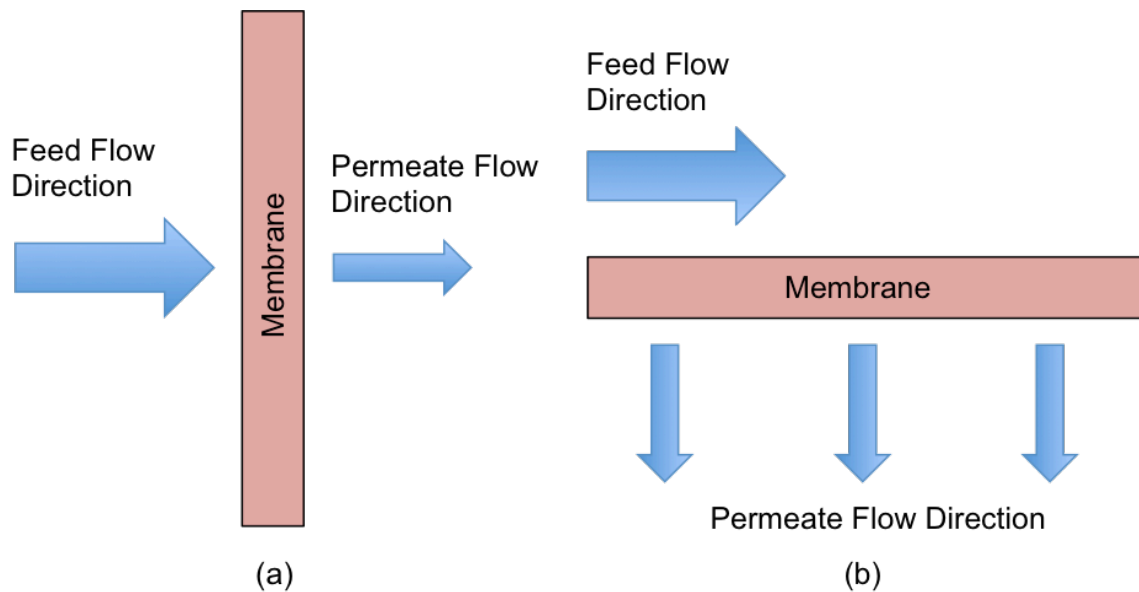 Feed Flow
Direction
Membrane
Permeate Flow
Direction
(a)
Feed Flow
Direction
Membrane
Permeate Flow Direction
(b)